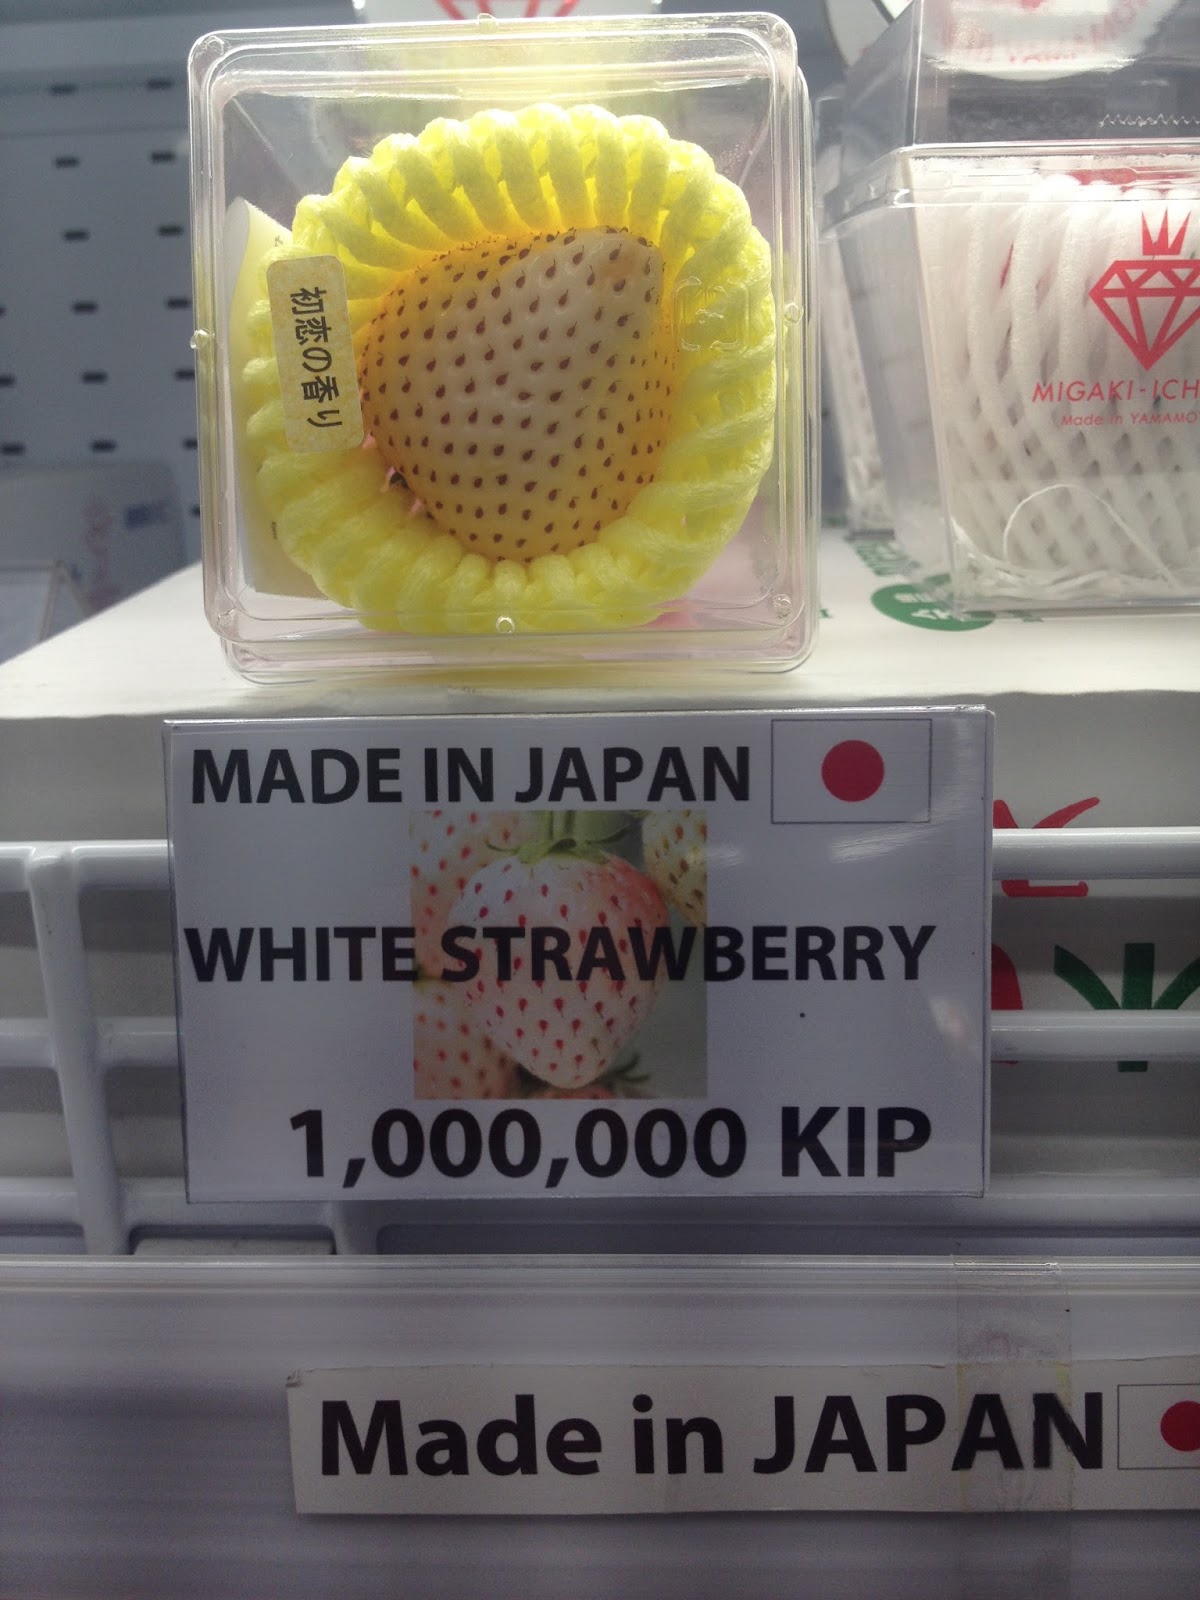 初恋の香り
MIGAKI-ICH
Made in YAMAMO
MADE IN JAPAN
WHITE STRAWBERRY
1,000,000 KIP
Made in JAPAN